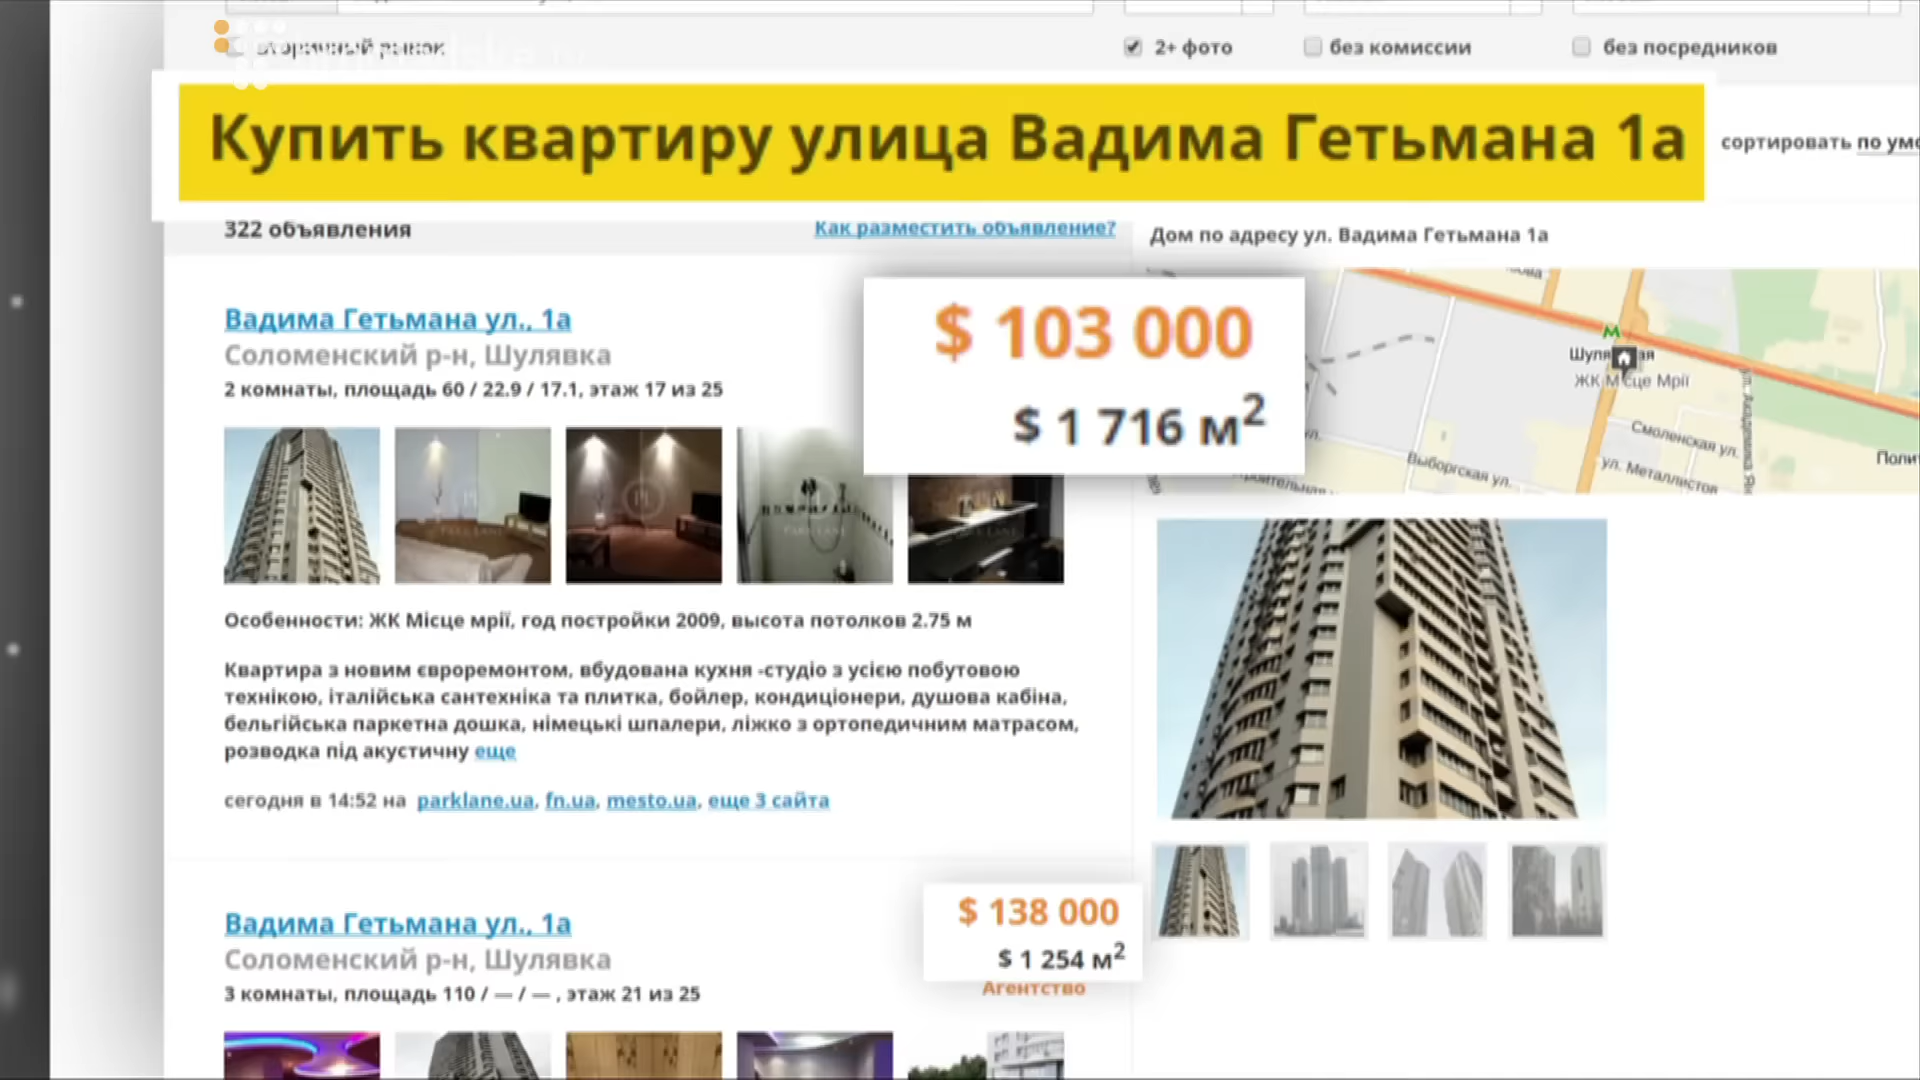 вторичный рынок
2+ фото
без комиссии
без посредников
Купить квартиру улица Вадима Гетьмана 1а
сортировать по умо
322 объявления
Как разместить объявление?
Дом по адресу ул. Вадима Гетьмана 1а
Вадима Гетьмана ул., 1а
Соломенский р-н, Шулявка
2 комнаты, площадь 60 / 22.9 / 17.1, этаж 17 из 25
$ 103 000
$ 1 716 м²
ЖК Місце Мрії
Смоленская ул.
Выборгская ул.
ул. Металлистов
PARK LANE
Особенности: ЖК Місце мрії, год постройки 2009, высота потолков 2.75 м
Квартира з новим євроремонтом, вбудована кухня -студіо з усією побутовою
технікою, італійська сантехніка та плитка, бойлер, кондиціонери, душова кабіна,
бельгійська паркетна дошка, німецькі шпалери, ліжко з ортопедичним матрасом,
розводка під акустичну еще
сегодня в 14:52 на parklane.ua, fn.ua, mesto.ua, еще 3 сайта
Вадима Гетьмана ул., 1а
Соломенский р-н, Шулявка
3 комнаты, площадь 110 / — / — , этаж 21 из 25
$ 138 000
$ 1 254 м²
Агентство